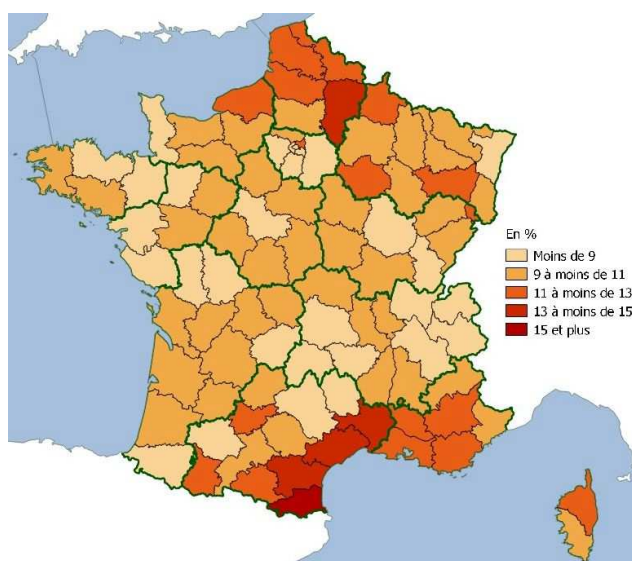 En %
Moins de 9
9 à moins de 11
11 à moins de 13
13 à moins de 15
15 et plus